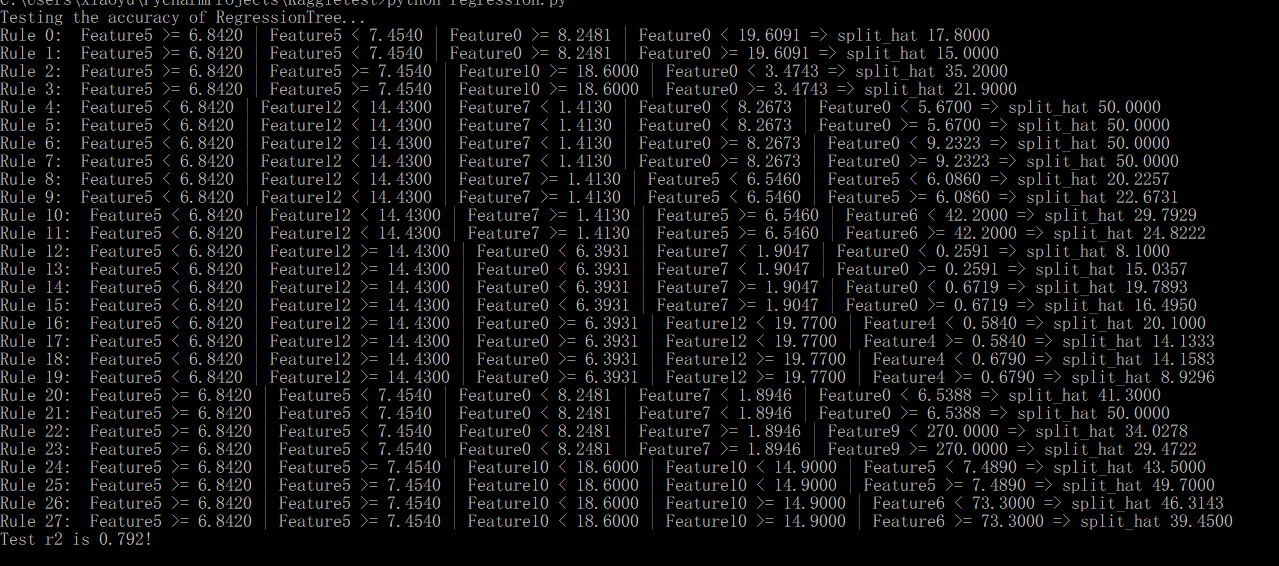 C:\Users\xiaoyu\PycharmProjects\Kaggletest>python regression.py
Testing the accuracy of RegressionTree...
Rule 0:  Feature5 >= 6.8420 | Feature5 < 7.4540 | Feature0 >= 8.2481 | Feature0 < 19.6091 => split_hat 17.8000
Rule 1:  Feature5 >= 6.8420 | Feature5 < 7.4540 | Feature0 >= 8.2481 | Feature0 >= 19.6091 => split_hat 15.0000
Rule 2:  Feature5 >= 6.8420 | Feature5 >= 7.4540 | Feature10 >= 18.6000 | Feature0 < 3.4743 => split_hat 35.2000
Rule 3:  Feature5 >= 6.8420 | Feature5 >= 7.4540 | Feature10 >= 18.6000 | Feature0 >= 3.4743 => split_hat 21.9000
Rule 4:  Feature5 < 6.8420 | Feature12 < 14.4300 | Feature7 < 1.4130 | Feature0 < 8.2673 | Feature0 < 5.6700 => split_hat 50.0000
Rule 5:  Feature5 < 6.8420 | Feature12 < 14.4300 | Feature7 < 1.4130 | Feature0 < 8.2673 | Feature0 >= 5.6700 => split_hat 50.0000
Rule 6:  Feature5 < 6.8420 | Feature12 < 14.4300 | Feature7 < 1.4130 | Feature0 >= 8.2673 | Feature0 < 9.2323 => split_hat 50.0000
Rule 7:  Feature5 < 6.8420 | Feature12 < 14.4300 | Feature7 < 1.4130 | Feature0 >= 8.2673 | Feature0 >= 9.2323 => split_hat 50.0000
Rule 8:  Feature5 < 6.8420 | Feature12 < 14.4300 | Feature7 >= 1.4130 | Feature5 < 6.5460 | Feature5 < 6.0860 => split_hat 20.2257
Rule 9:  Feature5 < 6.8420 | Feature12 < 14.4300 | Feature7 >= 1.4130 | Feature5 < 6.5460 | Feature5 >= 6.0860 => split_hat 22.6731
Rule 10:  Feature5 < 6.8420 | Feature12 < 14.4300 | Feature7 >= 1.4130 | Feature5 >= 6.5460 | Feature6 < 42.2000 => split_hat 29.7929
Rule 11:  Feature5 < 6.8420 | Feature12 < 14.4300 | Feature7 >= 1.4130 | Feature5 >= 6.5460 | Feature6 >= 42.2000 => split_hat 24.8222
Rule 12:  Feature5 < 6.8420 | Feature12 >= 14.4300 | Feature0 < 6.3931 | Feature7 < 1.9047 | Feature0 < 0.2591 => split_hat 8.1000
Rule 13:  Feature5 < 6.8420 | Feature12 >= 14.4300 | Feature0 < 6.3931 | Feature7 < 1.9047 | Feature0 >= 0.2591 => split_hat 15.0357
Rule 14:  Feature5 < 6.8420 | Feature12 >= 14.4300 | Feature0 < 6.3931 | Feature7 >= 1.9047 | Feature0 < 0.6719 => split_hat 19.7893
Rule 15:  Feature5 < 6.8420 | Feature12 >= 14.4300 | Feature0 < 6.3931 | Feature7 >= 1.9047 | Feature0 >= 0.6719 => split_hat 16.4950
Rule 16:  Feature5 < 6.8420 | Feature12 >= 14.4300 | Feature0 >= 6.3931 | Feature12 < 19.7700 | Feature4 < 0.5840 => split_hat 20.1000
Rule 17:  Feature5 < 6.8420 | Feature12 >= 14.4300 | Feature0 >= 6.3931 | Feature12 < 19.7700 | Feature4 >= 0.5840 => split_hat 14.1333
Rule 18:  Feature5 < 6.8420 | Feature12 >= 14.4300 | Feature0 >= 6.3931 | Feature12 >= 19.7700 | Feature4 < 0.6790 => split_hat 14.1583
Rule 19:  Feature5 < 6.8420 | Feature12 >= 14.4300 | Feature0 >= 6.3931 | Feature12 >= 19.7700 | Feature4 >= 0.6790 => split_hat 8.9296
Rule 20:  Feature5 >= 6.8420 | Feature5 < 7.4540 | Feature0 < 8.2481 | Feature7 < 1.8946 | Feature0 < 6.5388 => split_hat 41.3000
Rule 21:  Feature5 >= 6.8420 | Feature5 < 7.4540 | Feature0 < 8.2481 | Feature7 < 1.8946 | Feature0 >= 6.5388 => split_hat 50.0000
Rule 22:  Feature5 >= 6.8420 | Feature5 < 7.4540 | Feature0 < 8.2481 | Feature7 >= 1.8946 | Feature9 < 270.0000 => split_hat 34.0278
Rule 23:  Feature5 >= 6.8420 | Feature5 < 7.4540 | Feature0 < 8.2481 | Feature7 >= 1.8946 | Feature9 >= 270.0000 => split_hat 29.4722
Rule 24:  Feature5 >= 6.8420 | Feature5 >= 7.4540 | Feature10 < 18.6000 | Feature10 < 14.9000 | Feature5 < 7.4890 => split_hat 43.5000
Rule 25:  Feature5 >= 6.8420 | Feature5 >= 7.4540 | Feature10 < 18.6000 | Feature10 < 14.9000 | Feature5 >= 7.4890 => split_hat 49.7000
Rule 26:  Feature5 >= 6.8420 | Feature5 >= 7.4540 | Feature10 < 18.6000 | Feature10 >= 14.9000 | Feature6 < 73.3000 => split_hat 46.3143
Rule 27:  Feature5 >= 6.8420 | Feature5 >= 7.4540 | Feature10 < 18.6000 | Feature10 >= 14.9000 | Feature6 >= 73.3000 => split_hat 39.4500
Test r2 is 0.792!